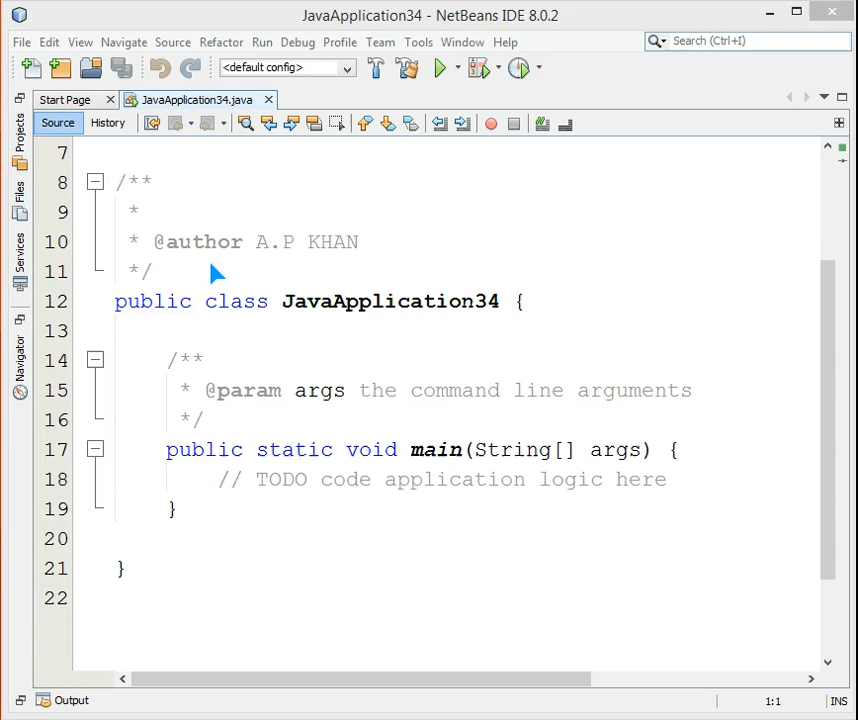 JavaApplication34 - NetBeans IDE 8.0.2
File Edit View Navigate Source Refactor Run Debug Profile Team Tools Window Help
Search (Ctrl+I)
<default config>
Start Page
JavaApplication34.java
Source History
Projects
Files
Services
Navigator
7
8 /**
9 *
10 * @author A.P KHAN
11 */
12 public class JavaApplication34 {
13
14 /**
15 * @param args the command line arguments
16 */
17 public static void main(String[] args) {
18 // TODO code application logic here
19 }
20
21 }
22
Output
1:1 INS